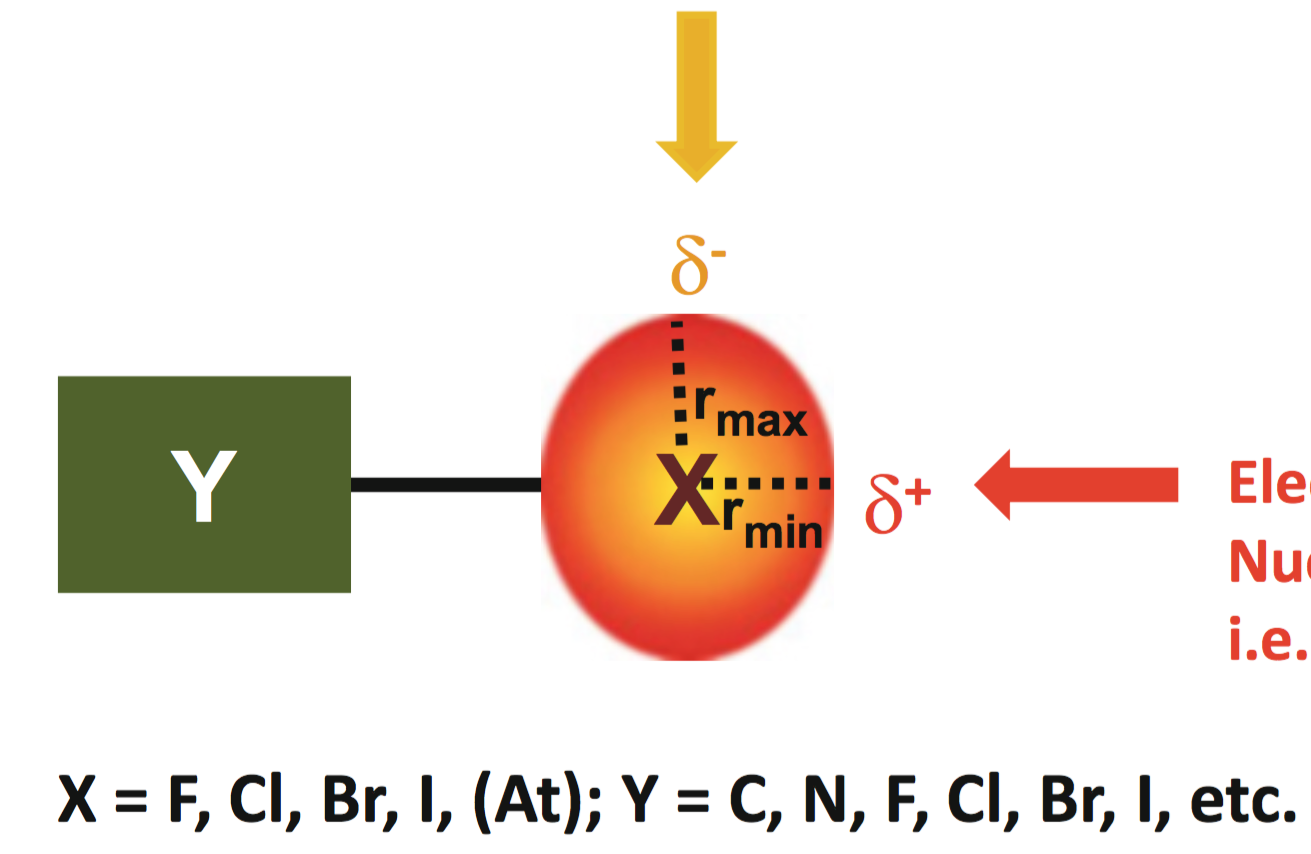 δ-
rmax
Y
X
rmin
δ+
i.e.
X = F, Cl, Br, I, (At); Y = C, N, F, Cl, Br, I, etc.